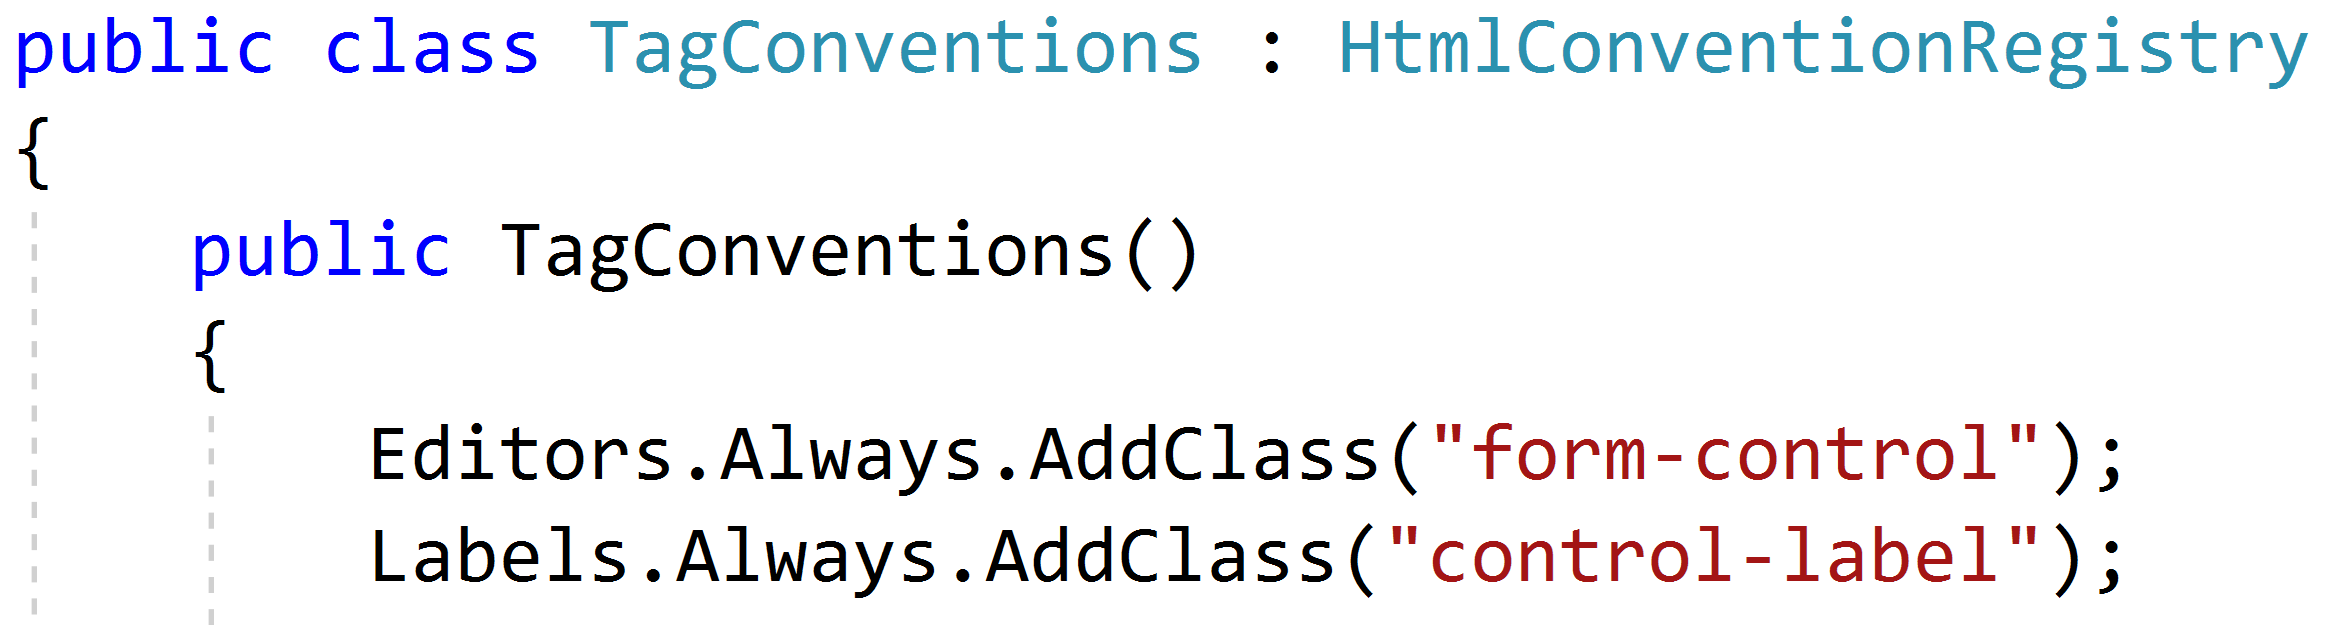 public class TagConventions : HtmlConventionRegistry
{
    public TagConventions()
    {
        Editors.Always.AddClass("form-control");
        Labels.Always.AddClass("control-label");